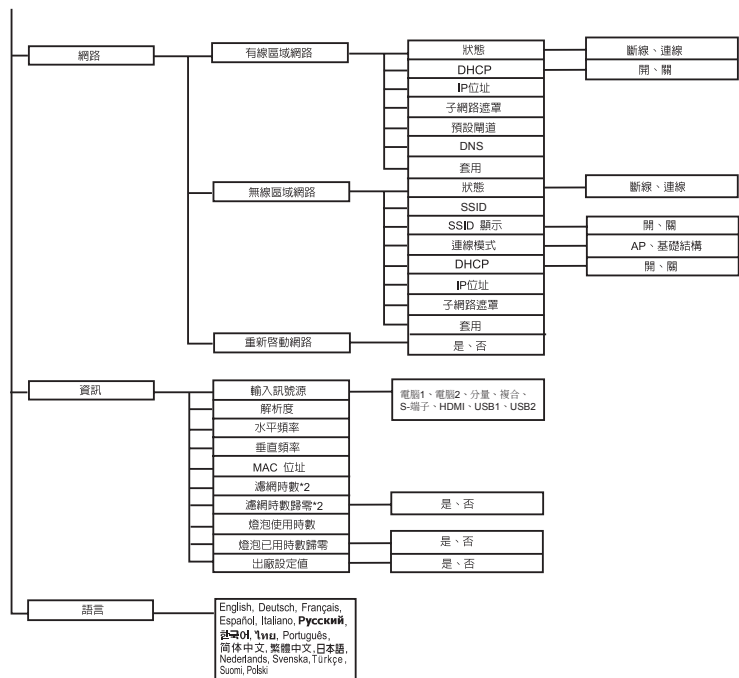 網路
有線區域網路
狀態
斷線、連線
DHCP
開、關
IP位址
子網路遮罩
預設閘道
DNS
套用
無線區域網路
狀態
斷線、連線
SSID
SSID 顯示
開、關
連線模式
AP、基礎結構
DHCP
開、關
IP位址
子網路遮罩
套用
重新啓動網路
是、否
資訊
輸入訊號源
電腦1、電腦2、分量、複合、
S-端子、HDMI、USB1、USB2
解析度
水平頻率
垂直頻率
MAC 位址
濾網時數*2
濾網時數歸零*2
是、否
燈泡使用時數
燈泡已用時數歸零
是、否
出廠設定值
是、否
語言
English, Deutsch, Français,
Español, Italiano, Русский,
한국어, ไทย, Português,
简体中文, 繁體中文, 日本語,
Nederlands, Svenska, Türkçe,
Suomi, Polski